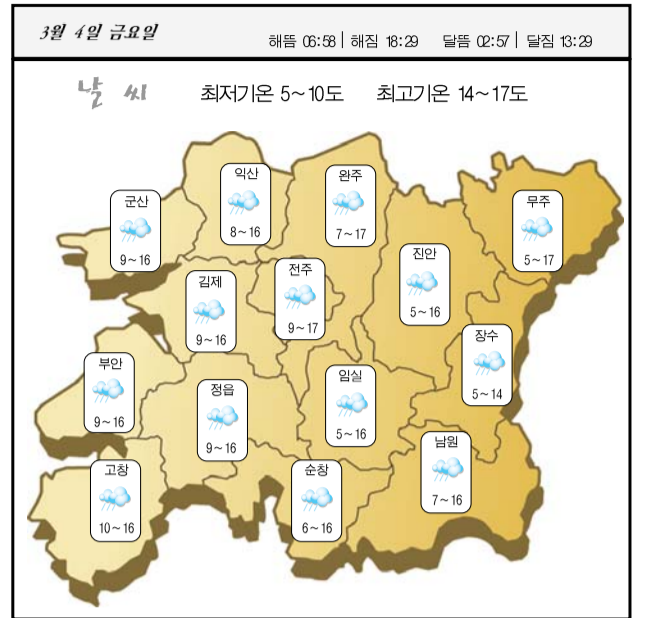 3월 4일 금요일
해뜸 06:58 | 해짐 18:29 달뜸 02:57 | 달짐 13:29
날 씨
최저기온 5~10도 최고기온 14~17도
군산
9~16
익산
8~16
완주
7~17
무주
5~17
김제
9~16
전주
9~17
진안
5~16
장수
5~14
부안
9~16
정읍
9~16
임실
5~16
남원
7~16
고창
10~16
순창
6~16